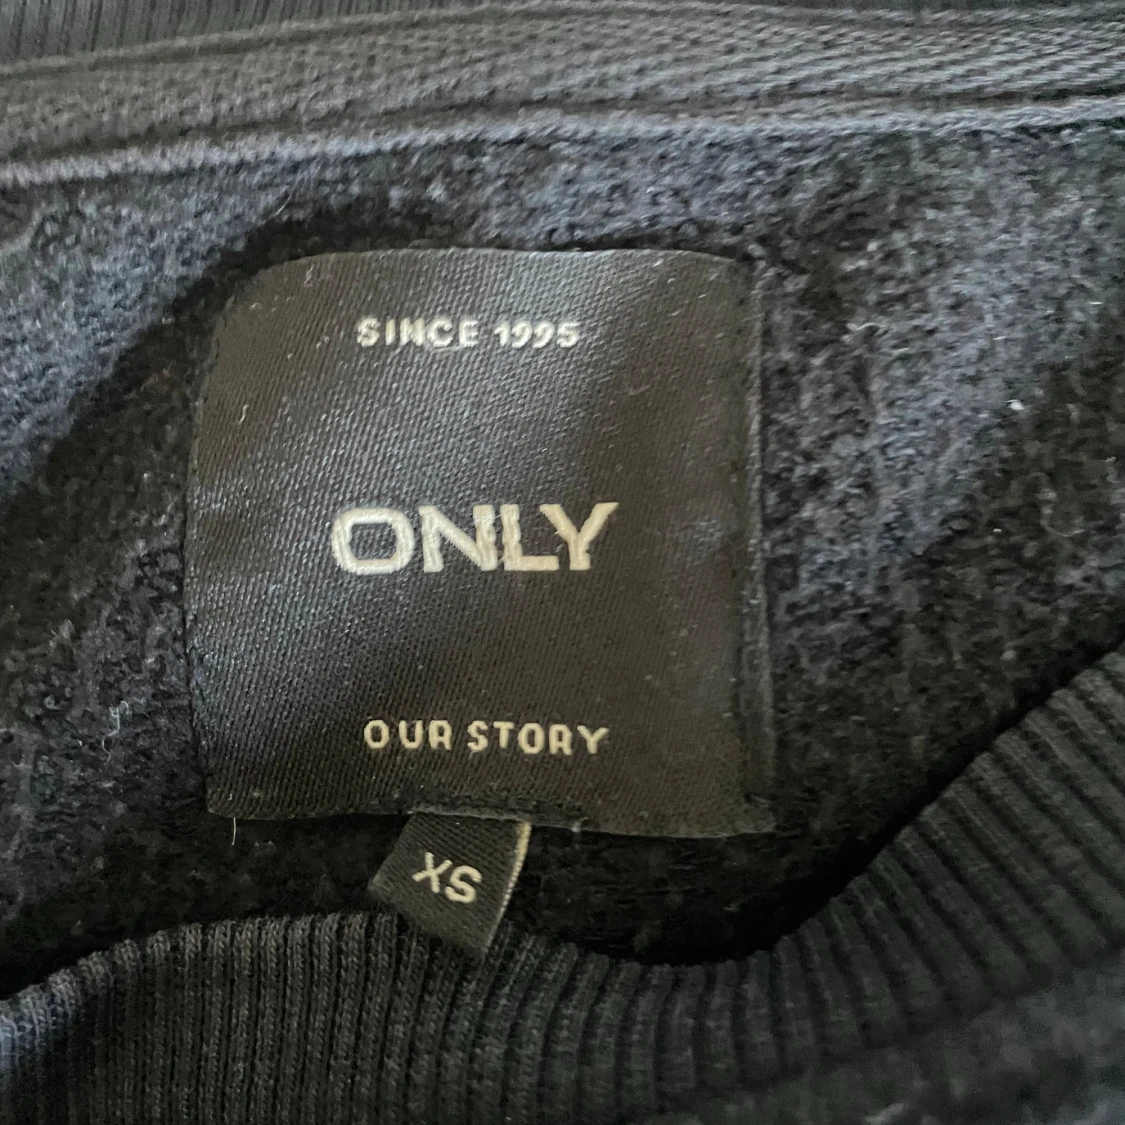 SINCE 1995
ONLY
OUR STORY
XS